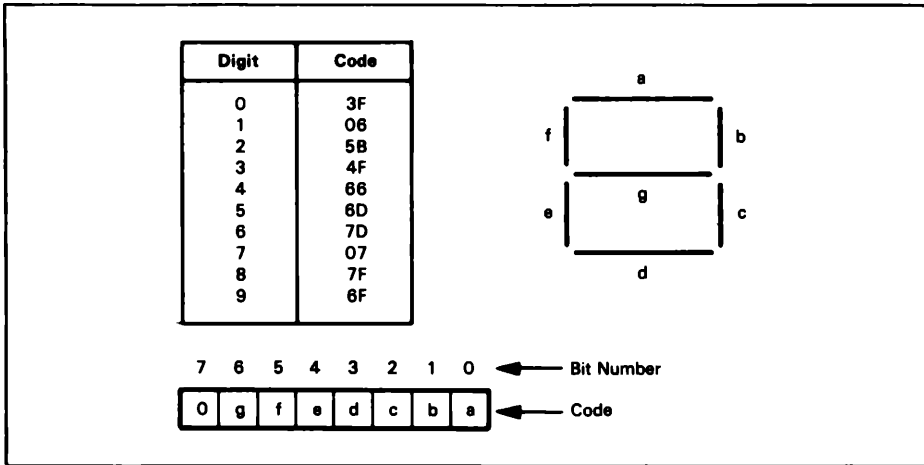 Digit Code
0 3F
1 06
2 5B
3 4F
4 66
5 6D
6 7D
7 07
8 7F
9 6F
a
f b
g
e c
d
7 6 5 4 3 2 1 0 Bit Number
0 g f e d c b a Code